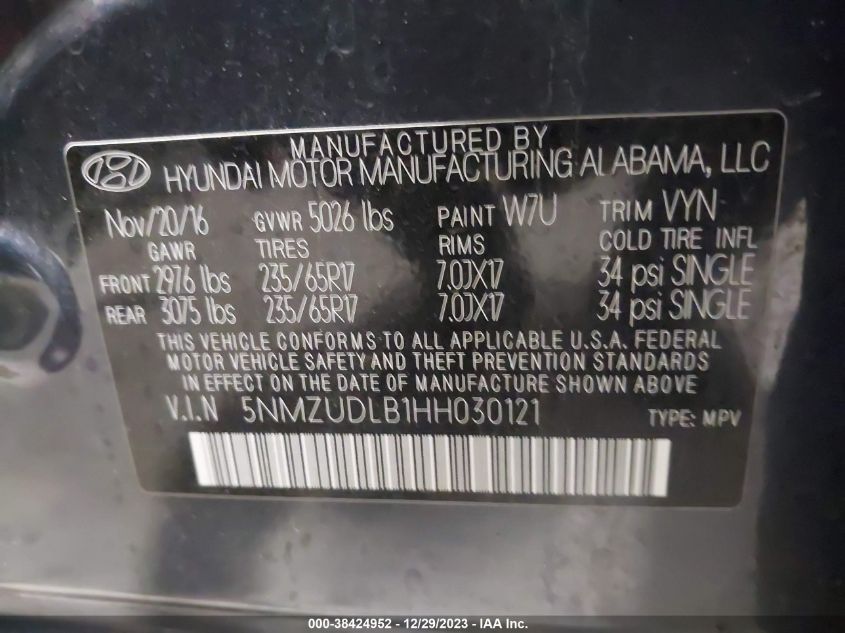 MANUFACTURED BY
HYUNDAI MOTOR MANUFACTURING ALABAMA, LLC
Nov/20/16 GVWR 5026 lbs PAINT W7U TRIM VYN
GAWR TIRES RIMS COLD TIRE INFL
FRONT 2976 lbs 235/65R17 7.0JX17 34 psi SINGLE
REAR 3075 lbs 235/65R17 7.0JX17 34 psi SINGLE
THIS VEHICLE CONFORMS TO ALL APPLICABLE U.S.A. FEDERAL
MOTOR VEHICLE SAFETY AND THEFT PREVENTION STANDARDS
IN EFFECT ON THE DATE OF MANUFACTURE SHOWN ABOVE
V.I.N 5NMZUDLB1HH030121 TYPE: MPV
000-38424952 - 12/29/2023 - IAA Inc.